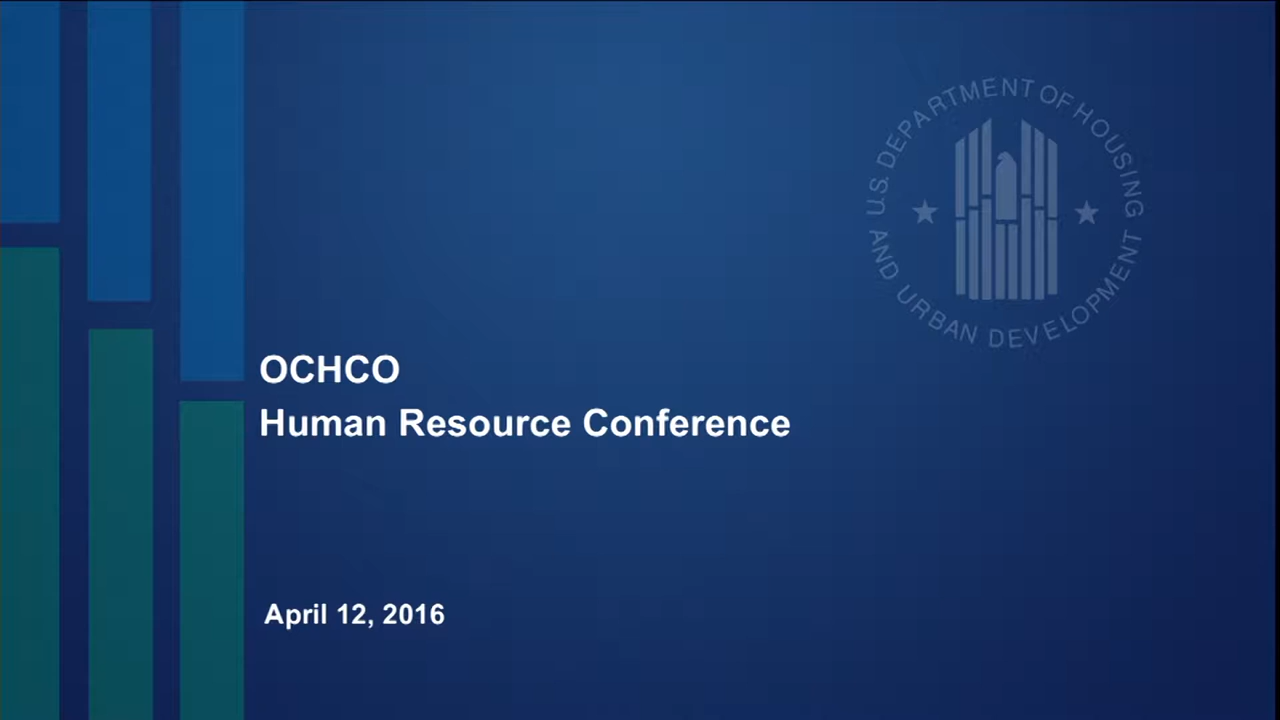 U.S. DEPARTMENT OF HOUSING
AND URBAN DEVELOPMENT
OCHCO
Human Resource Conference
April 12, 2016